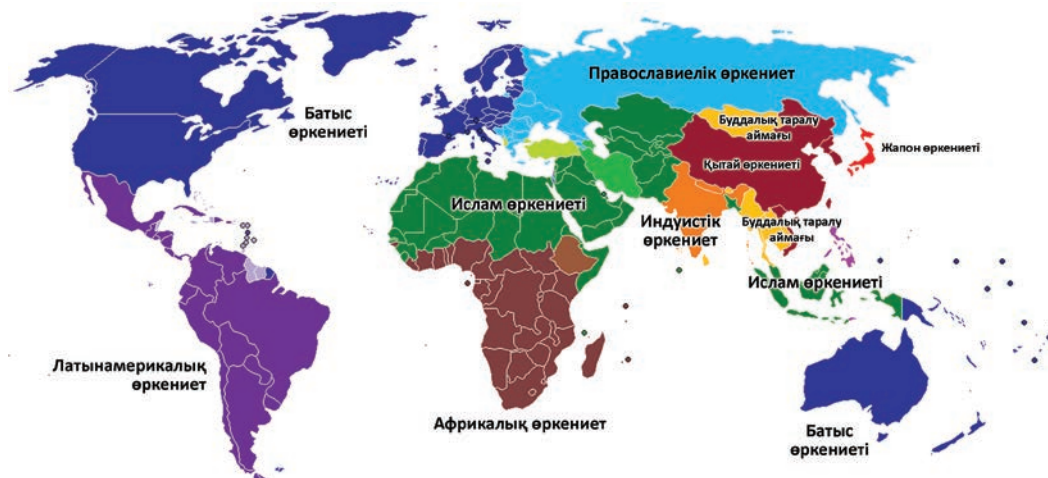 Православиелік өркениет
Батыс
өркениеті
Буддалық таралу
аймағы
Жапон өркениеті
Қытай өркениеті
Ислам өркениеті
Индуистік
өркениет
Буддалық таралу
аймағы
Ислам өркениеті
Латынамерикалық
өркениет
Африкалық өркениет
Батыс
өркениеті